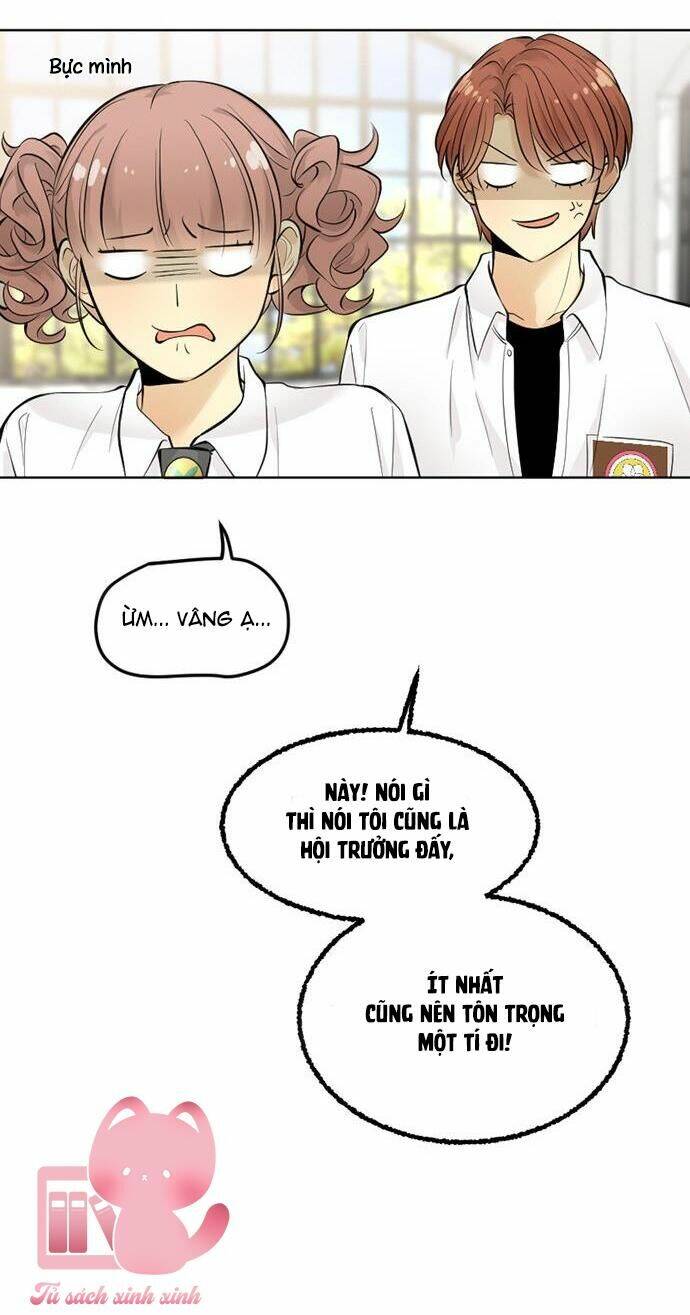 Bực mình
ỪM... VÂNG Ạ...
NÀY! NÓI GÌ
THÌ NÓI TÔI CŨNG LÀ
HỘI TRƯỞNG ĐẤY,
ÍT NHẤT
CŨNG NÊN TÔN TRỌNG
MỘT TÍ ĐI!
Tủ sách xinh xinh